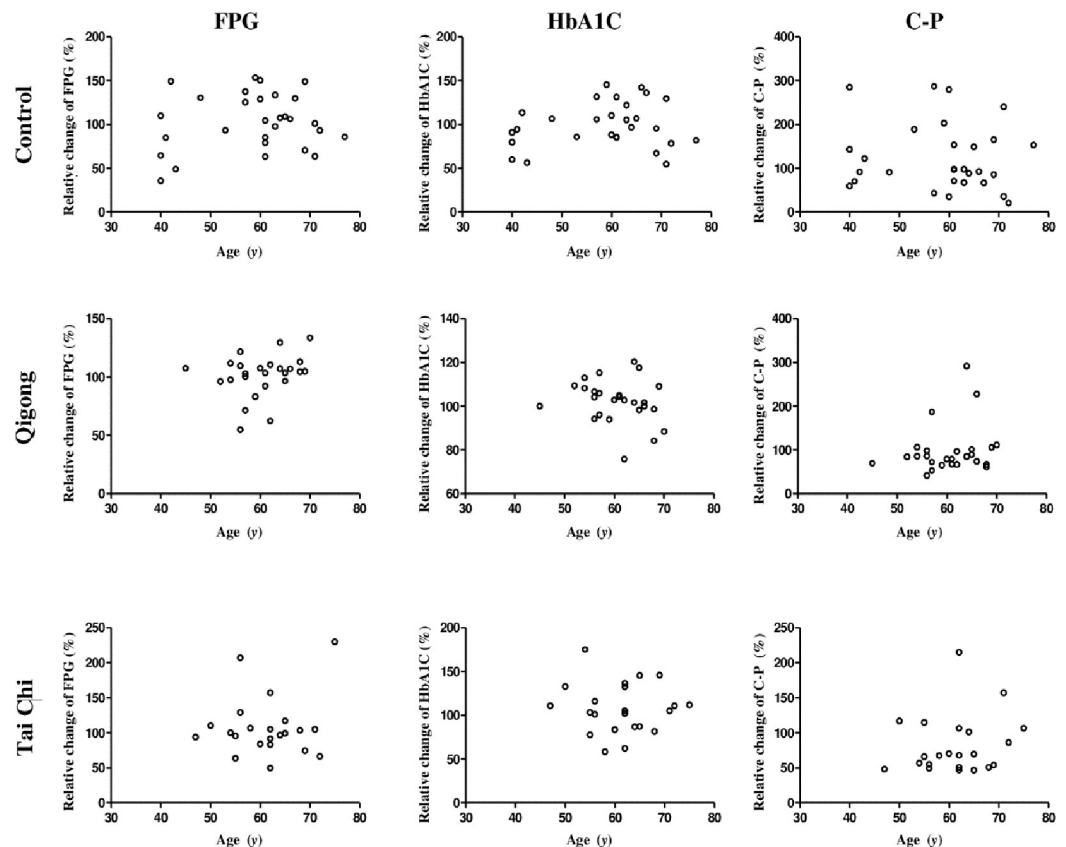 FPG
HbA1C
C-P
Control
Relative change of FPG (%)
200
150
100
50
0
30 40 50 60 70 80
Age (y)
Relative change of HbA1C (%)
200
150
100
50
0
30 40 50 60 70 80
Age (y)
Relative change of C-P (%)
400
300
200
100
0
30 40 50 60 70 80
Age (y)
Qigong
Relative change of FPG (%)
150
100
50
0
30 40 50 60 70 80
Age (y)
Relative change of HbA1C (%)
140
120
100
80
60
30 40 50 60 70 80
Age (y)
Relative change of C-P (%)
400
300
200
100
0
30 40 50 60 70 80
Age (y)
Tai Chi
Relative change of FPG (%)
250
200
150
100
50
0
30 40 50 60 70 80
Age (y)
Relative change of HbA1C (%)
200
150
100
50
0
30 40 50 60 70 80
Age (y)
Relative change of C-P (%)
250
200
150
100
50
0
30 40 50 60 70 80
Age (y)